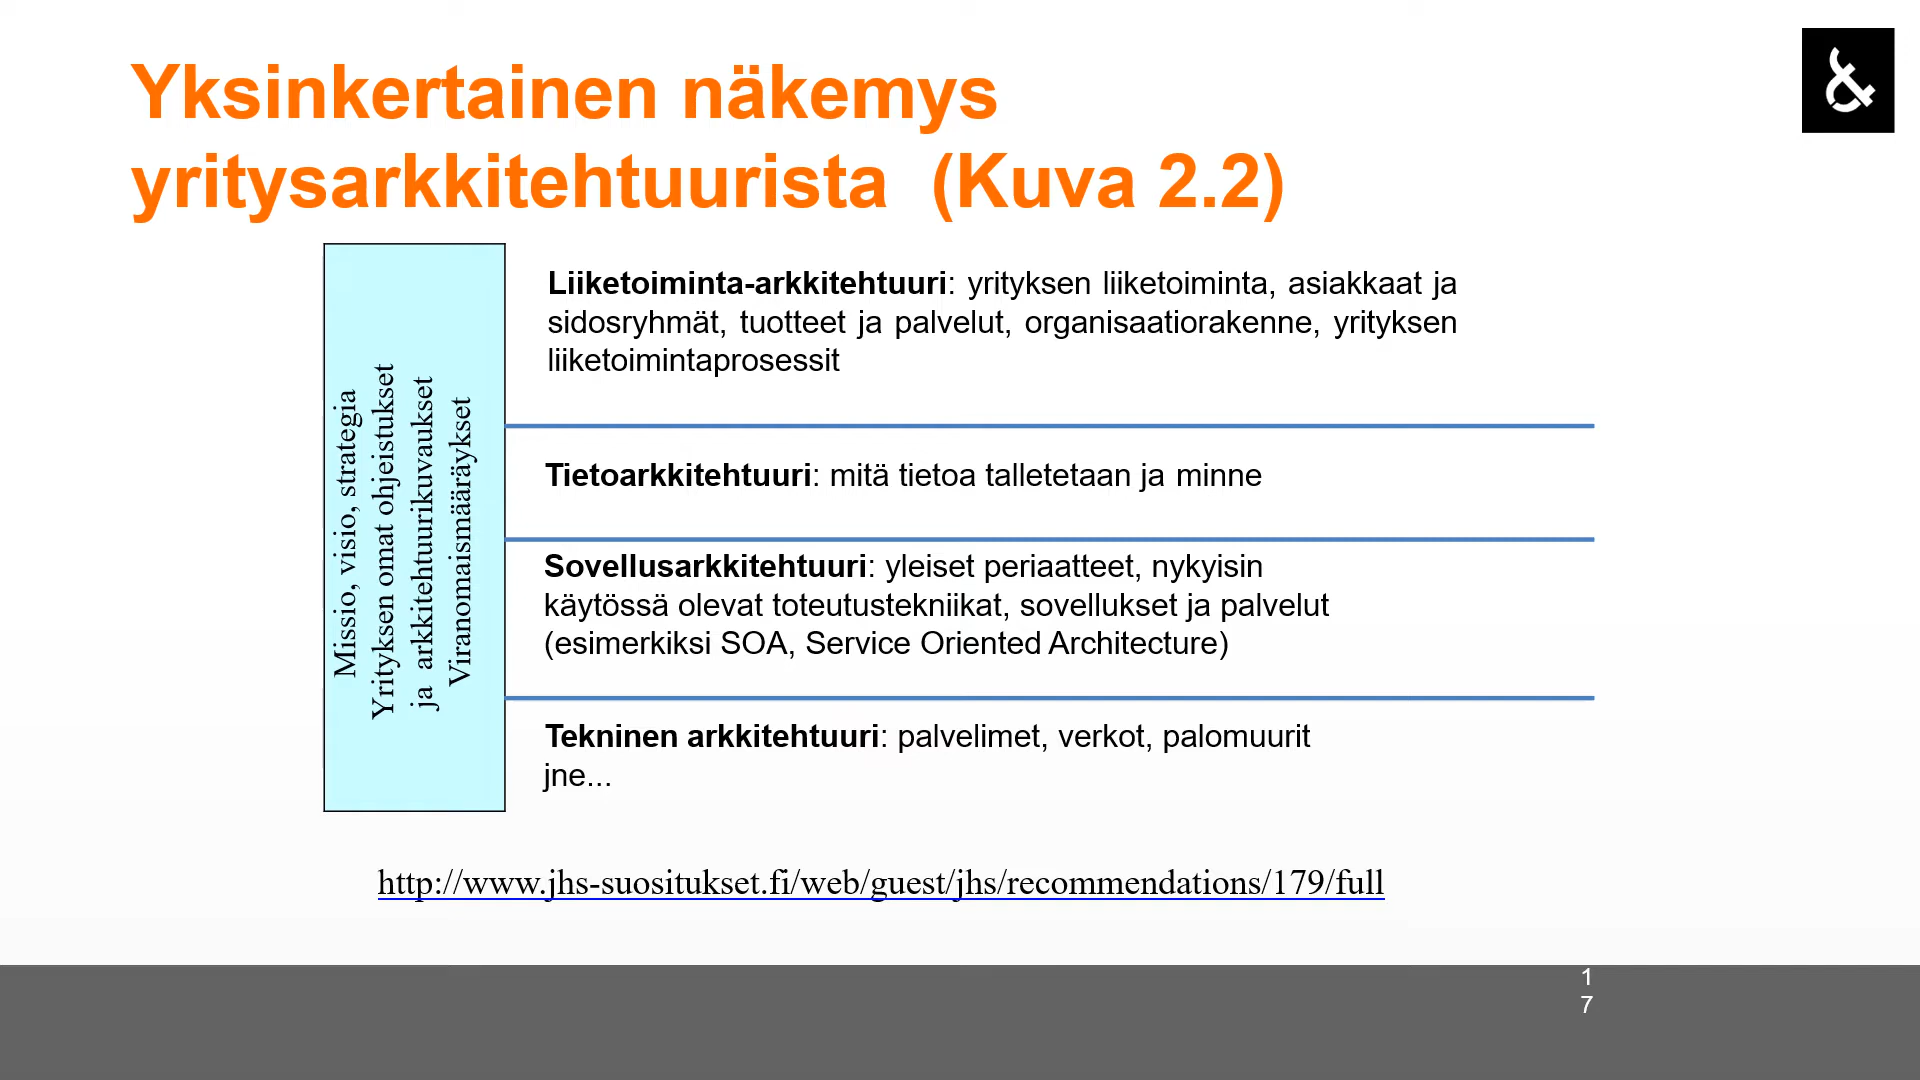 Yksinkertainen näkemys
yritysarkkitehtuurista (Kuva 2.2)
&
Missio, visio, strategia
Yrityksen omat ohjeistukset
ja arkkitehtuurikuvaukset
Viranomaismääräykset
Liiketoiminta-arkkitehtuuri: yrityksen liiketoiminta, asiakkaat ja
sidosryhmät, tuotteet ja palvelut, organisaatiorakenne, yrityksen
liiketoimintaprosessit
Tietoarkkitehtuuri: mitä tietoa talletetaan ja minne
Sovellusarkkitehtuuri: yleiset periaatteet, nykyisin
käytössä olevat toteutustekniikat, sovellukset ja palvelut
(esimerkiksi SOA, Service Oriented Architecture)
Tekninen arkkitehtuuri: palvelimet, verkot, palomuurit
jne...
http://www.jhs-suositukset.fi/web/guest/jhs/recommendations/179/full
1
7